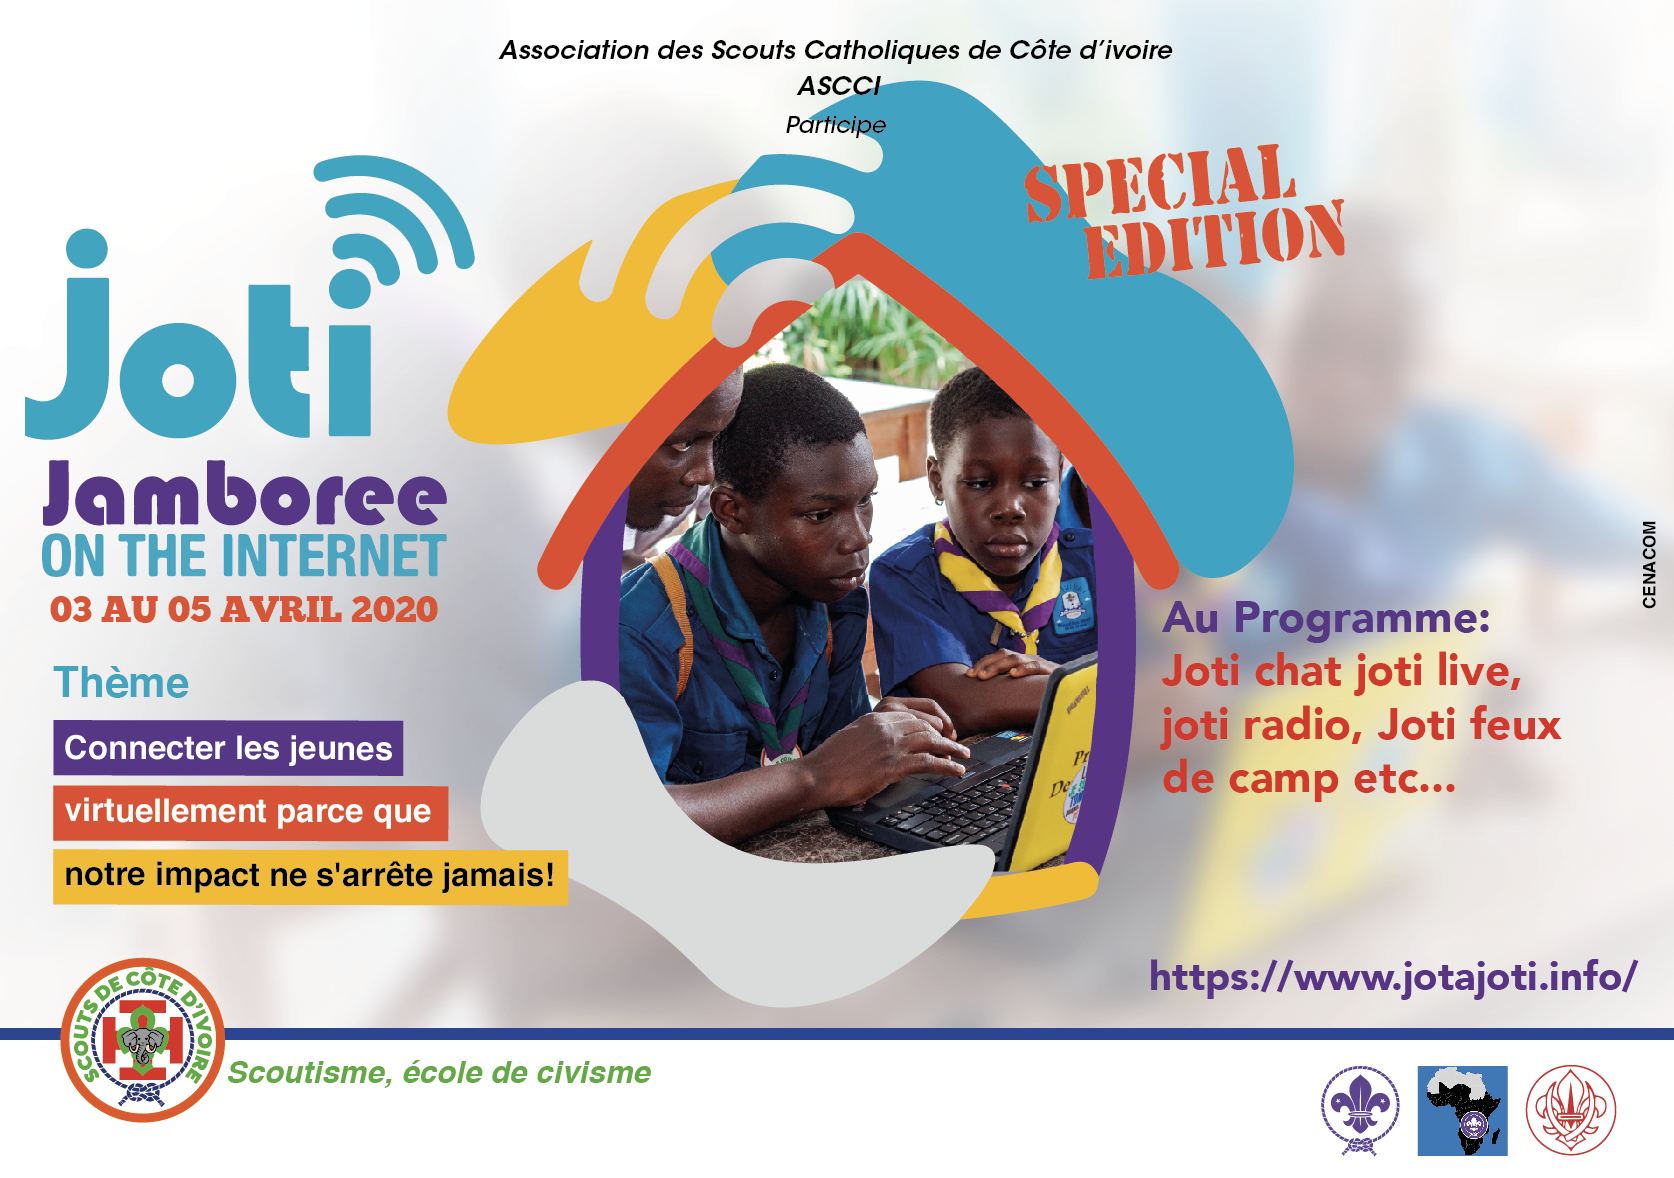 Association des Scouts Catholiques de Côte d'ivoire
ASCCI
Participe
SPECIAL
EDITION
joti
Jamboree
ON THE INTERNET
03 AU 05 AVRIL 2020
Thème
Connecter les jeunes
virtuellement parce que
notre impact ne s'arrête jamais!
Au Programme:
Joti chat joti live,
joti radio, Joti feux
de camp etc...
CENACOM
https://www.jotajoti.info/
SCOUTS DE CÔTE D'IVOIRE
Scoutisme, école de civisme